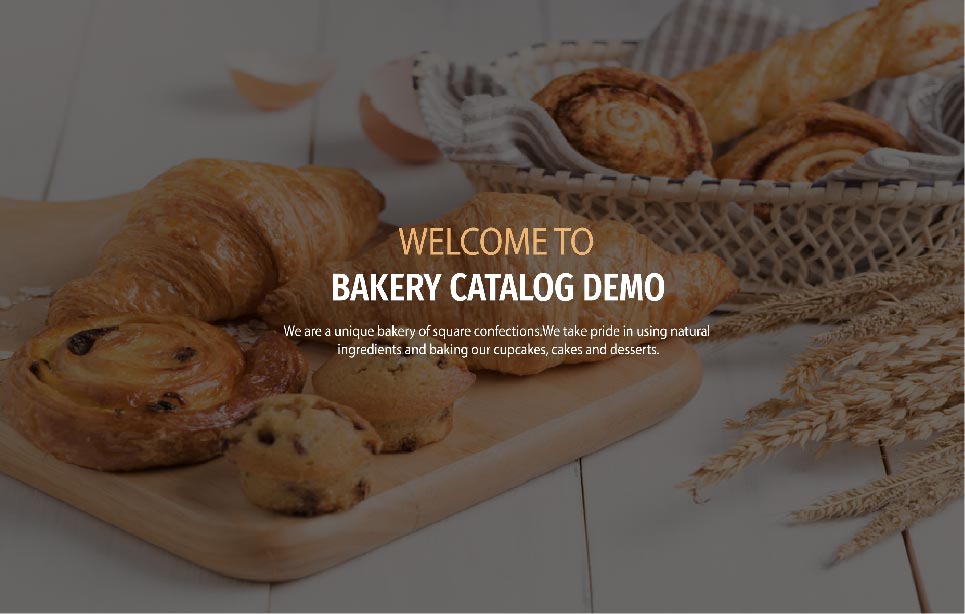 WELCOME TO
BAKERY CATALOG DEMO
We are a unique bakery of square confections.We take pride in using natural
ingredients and baking our cupcakes, cakes and desserts.